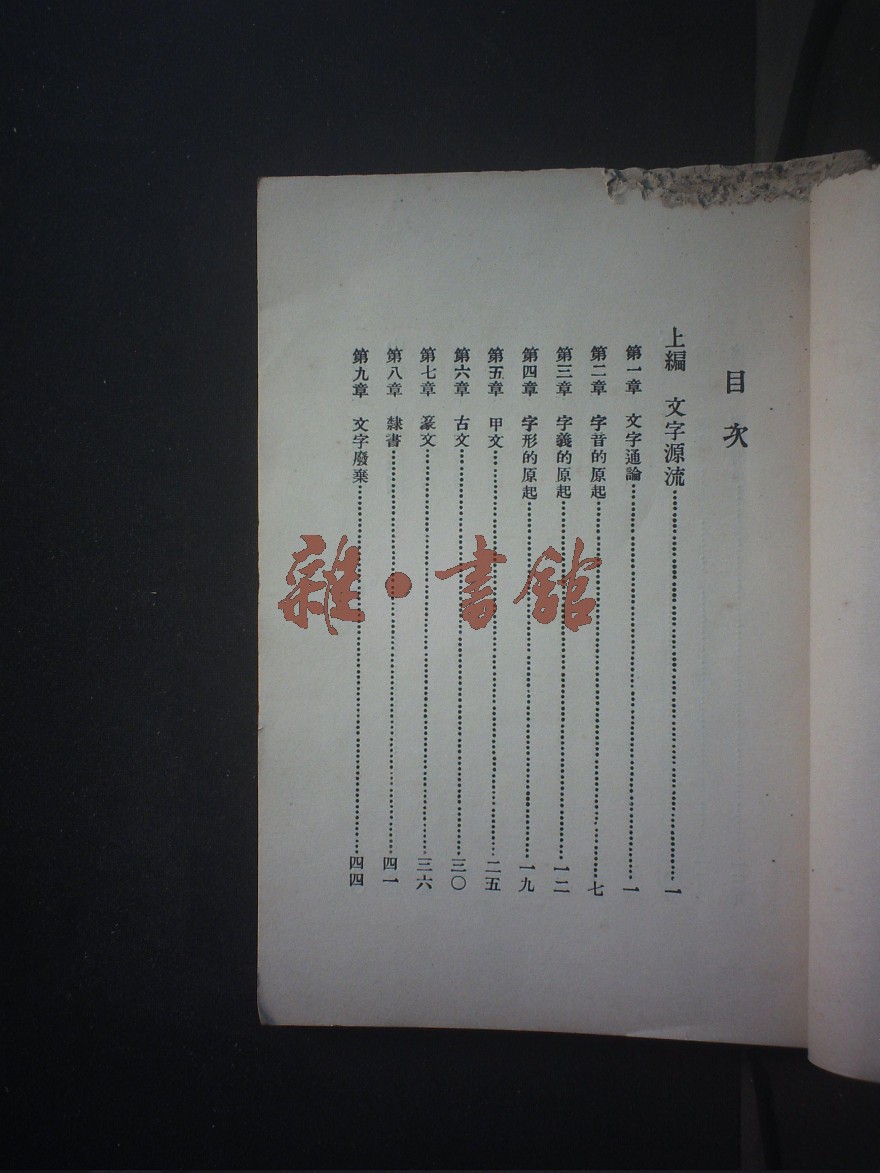 目次
上編 文字源流……一
第一章 文字通論……一
第二章 字音的原起……七
第三章 字義的原起……一二
第四章 字形的原起……一九
第五章 甲文……二五
第六章 古文……三〇
第七章 篆文……三六
第八章 隸書……四一
第九章 文字廢棄……四四
雜·書館